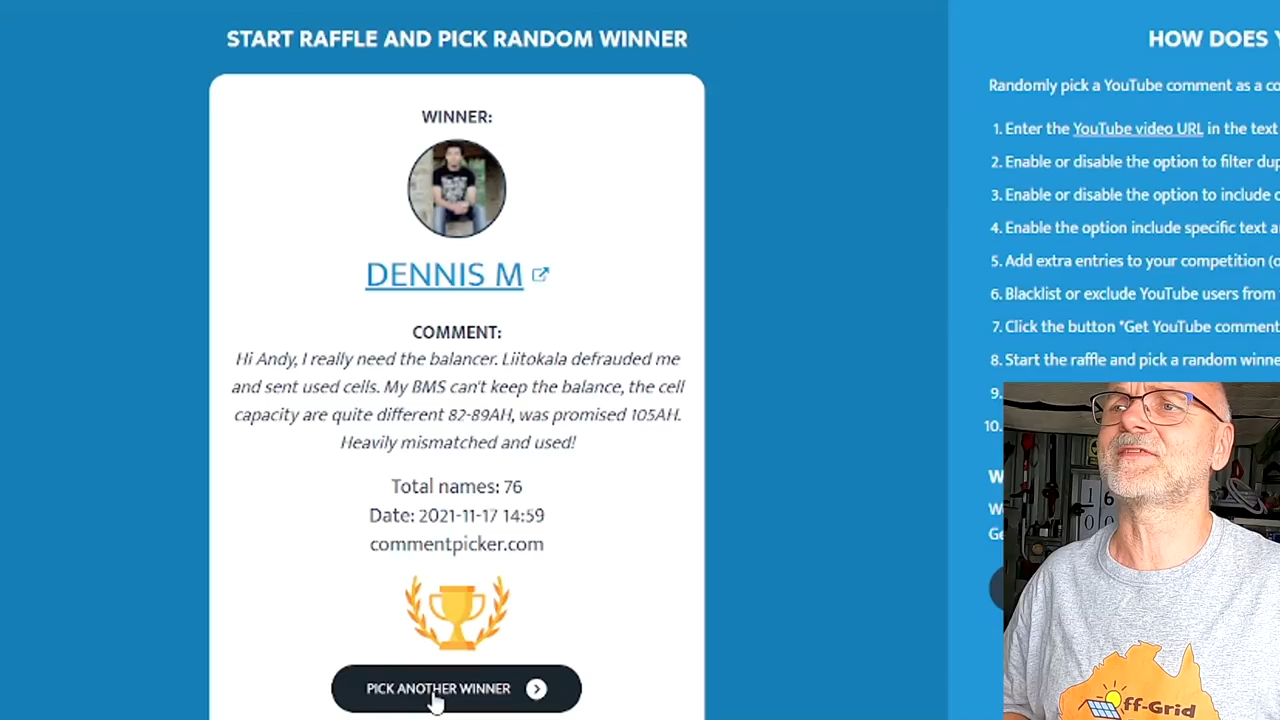 START RAFFLE AND PICK RANDOM WINNER
WINNER:
DENNIS M
COMMENT:
Hi Andy, I really need the balancer. Liitokala defrauded me
and sent used cells. My BMS can't keep the balance, the cell
capacity are quite different 82-89AH, was promised 105AH.
Heavily mismatched and used!
Total names: 76
Date: 2021-11-17 14:59
commentpicker.com
PICK ANOTHER WINNER
HOW DOES
Randomly pick a YouTube comment as a
1. Enter the YouTube video URL in the text
2. Enable or disable the option to filter
3. Enable or disable the option to include
4. Enable the option include specific text
5. Add extra entries to your competition
6. Blacklist or exclude YouTube users from
7. Click the button "Get YouTube
8. Start the raffle and pick a random
9.
10.
ff-Grid